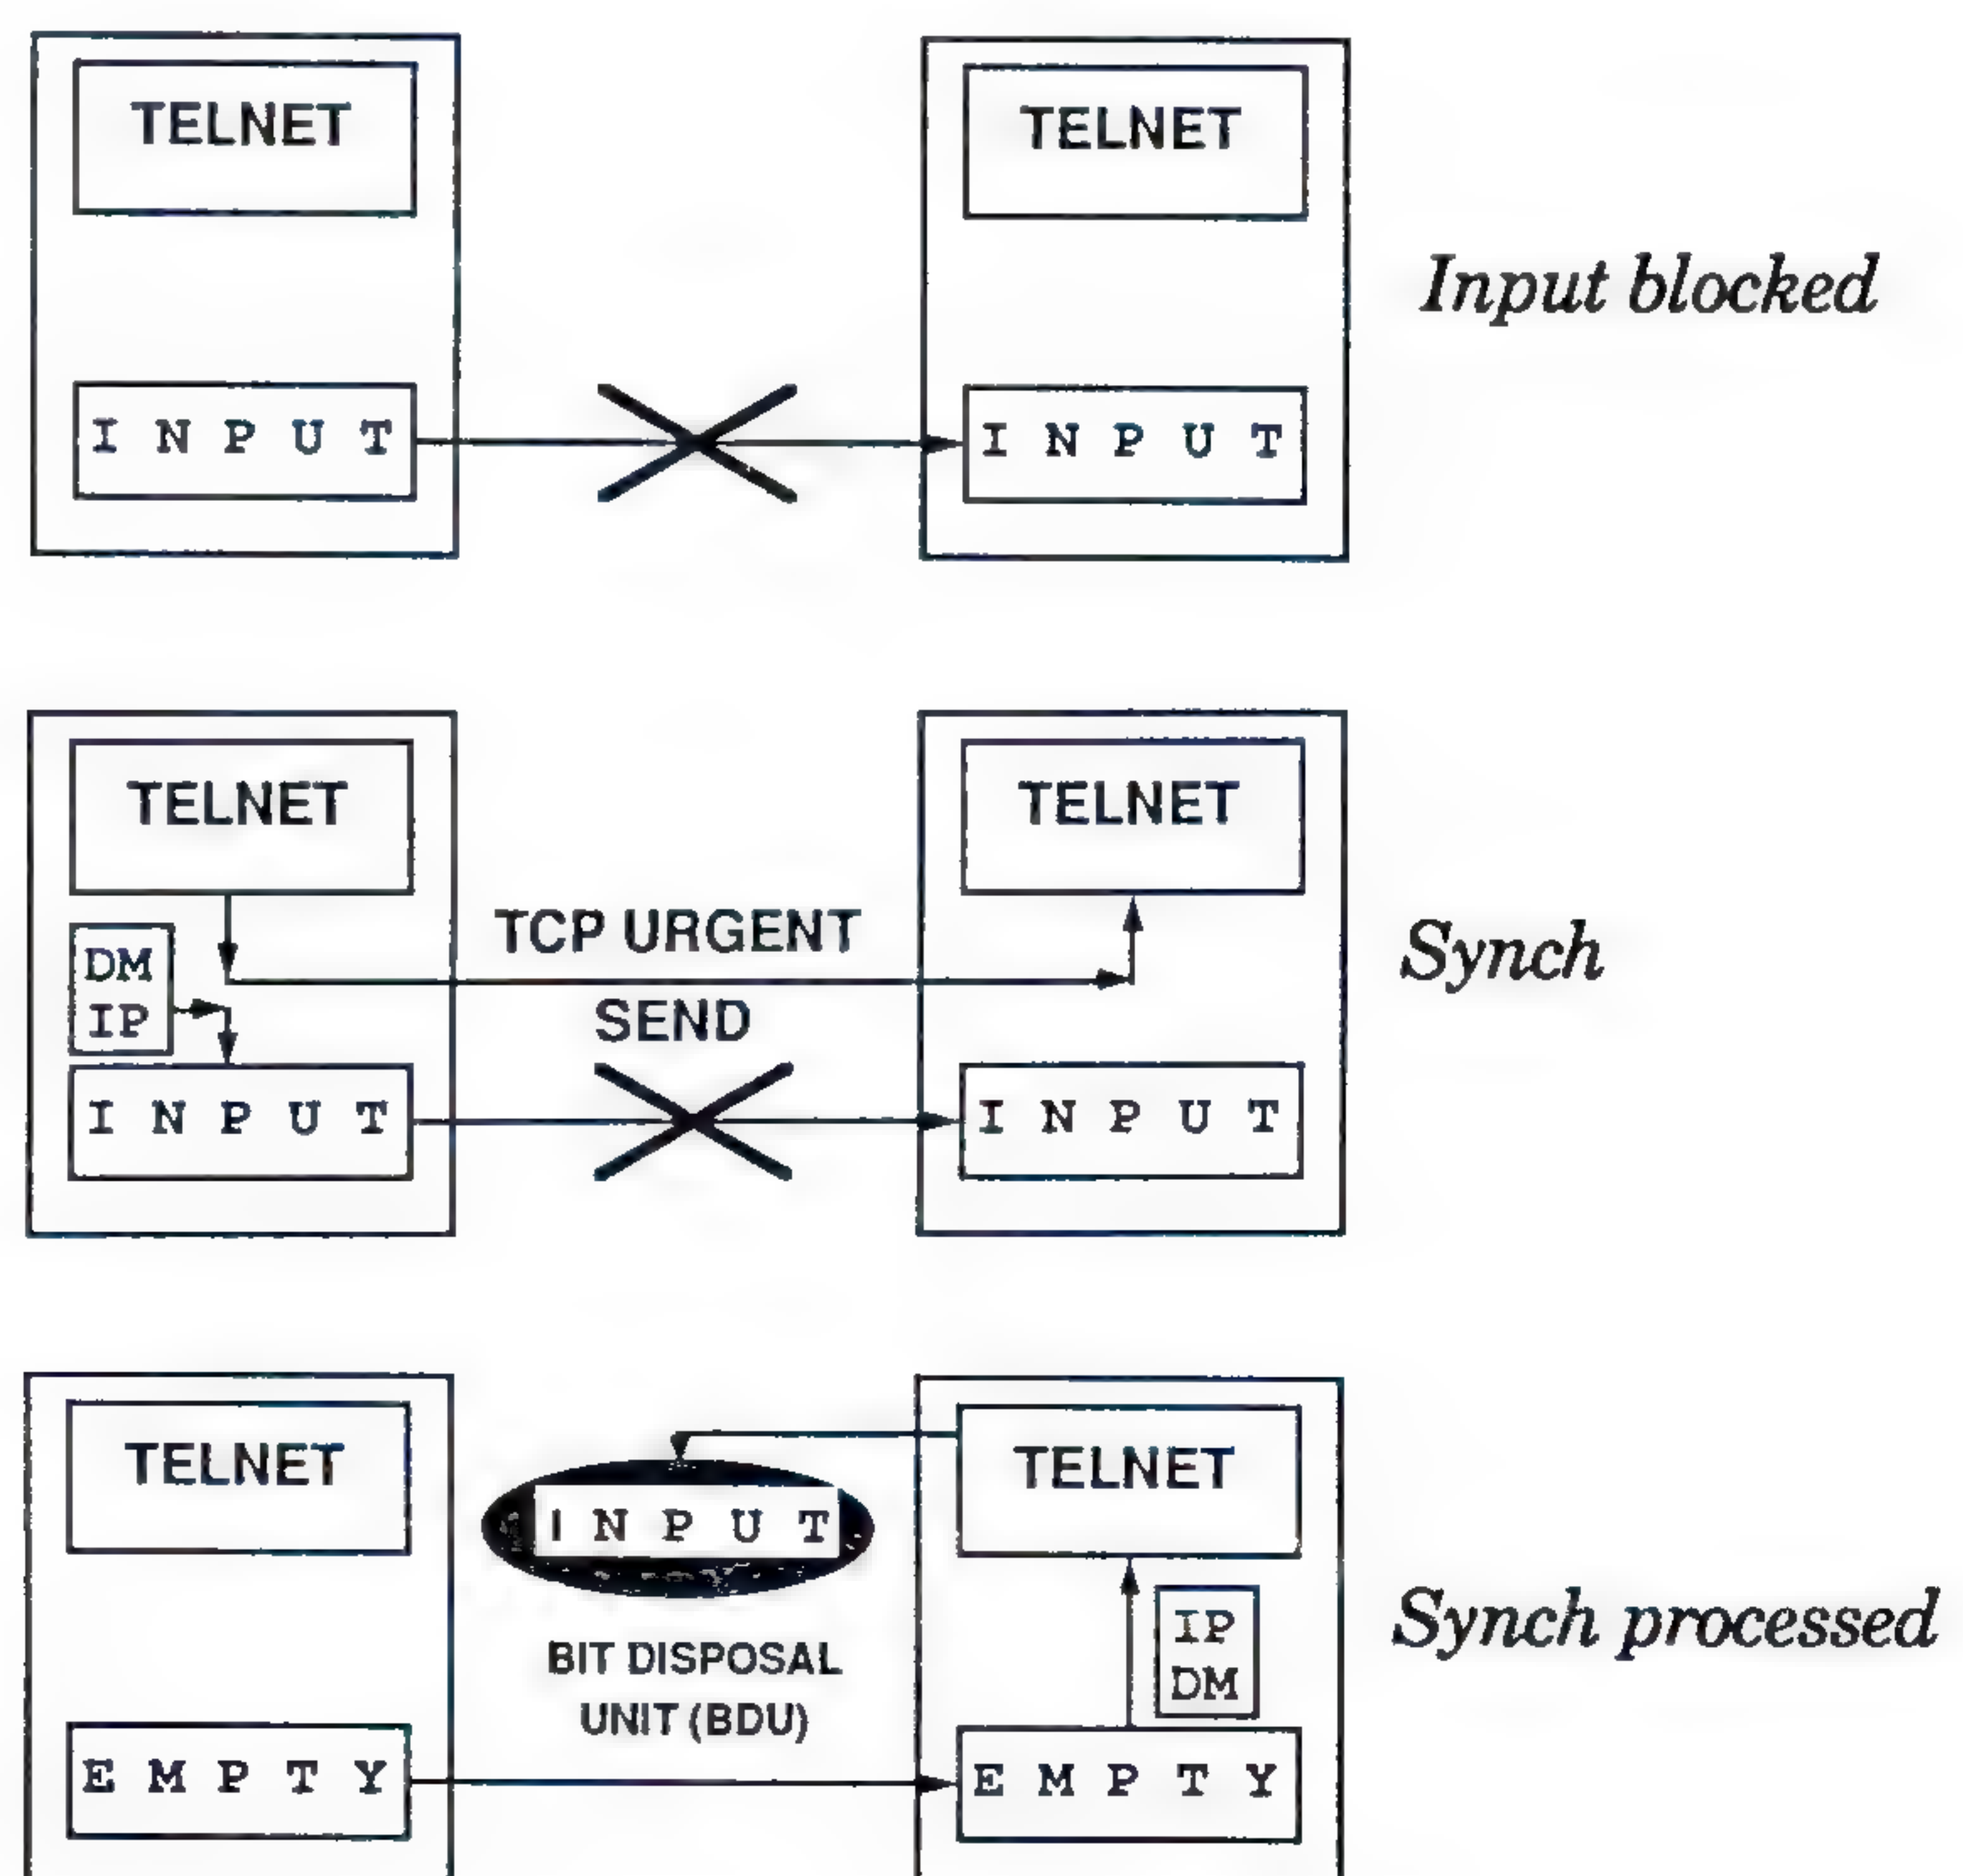 TELNET
TELNET
Input blocked
I N P U T
I N P U T
TELNET
TELNET
TCP URGENT
SEND
DM
IP
Synch
I N P U T
I N P U T
TELNET
TELNET
I N P U T
BIT DISPOSAL
UNIT (BDU)
IP
DM
Synch processed
E M P T Y
E M P T Y